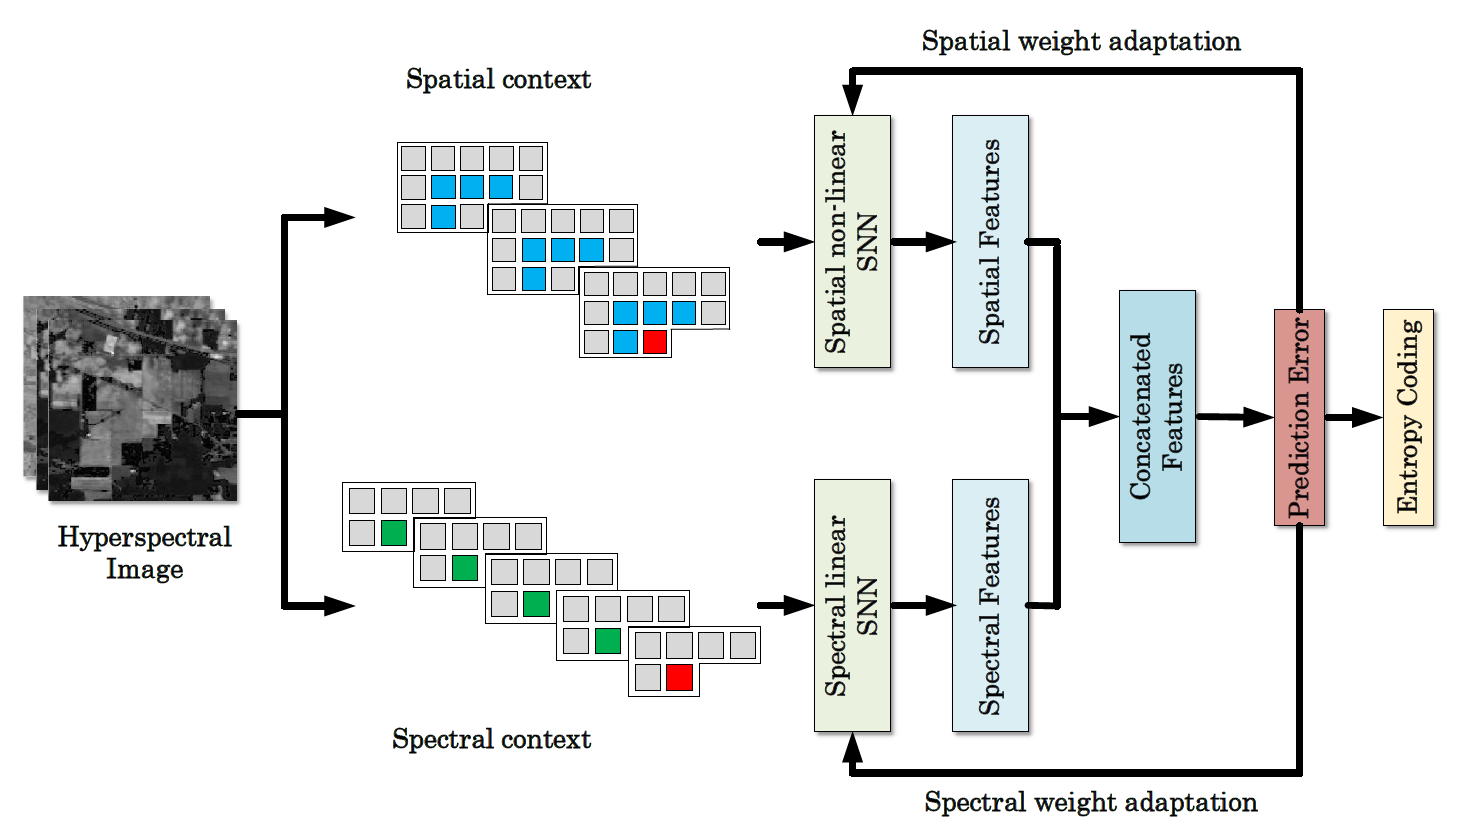 Spatial weight adaptation
Spatial context
Spatial non-linear
SNN
Spatial Features
Hyperspectral
Image
Concatenated
Features
Prediction Error
Entropy Coding
Spectral linear
SNN
Spectral Features
Spectral context
Spectral weight adaptation